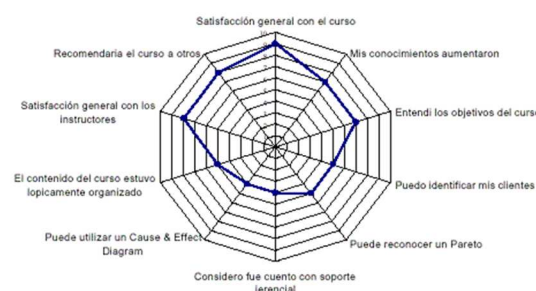 Satisfacción general con el curso
10
Recomendaría el curso a otros
Mis conocimientos aumentaron
Satisfacción general con los
instructores
Entendi los objetivos del curso
El contenido del curso estuvo
lopicamente organizado
Puedo identificar mis clientes
Puede utilizar un Cause & Effect
Diagram
Puede reconocer un Pareto
Considero fue cuento con soporte